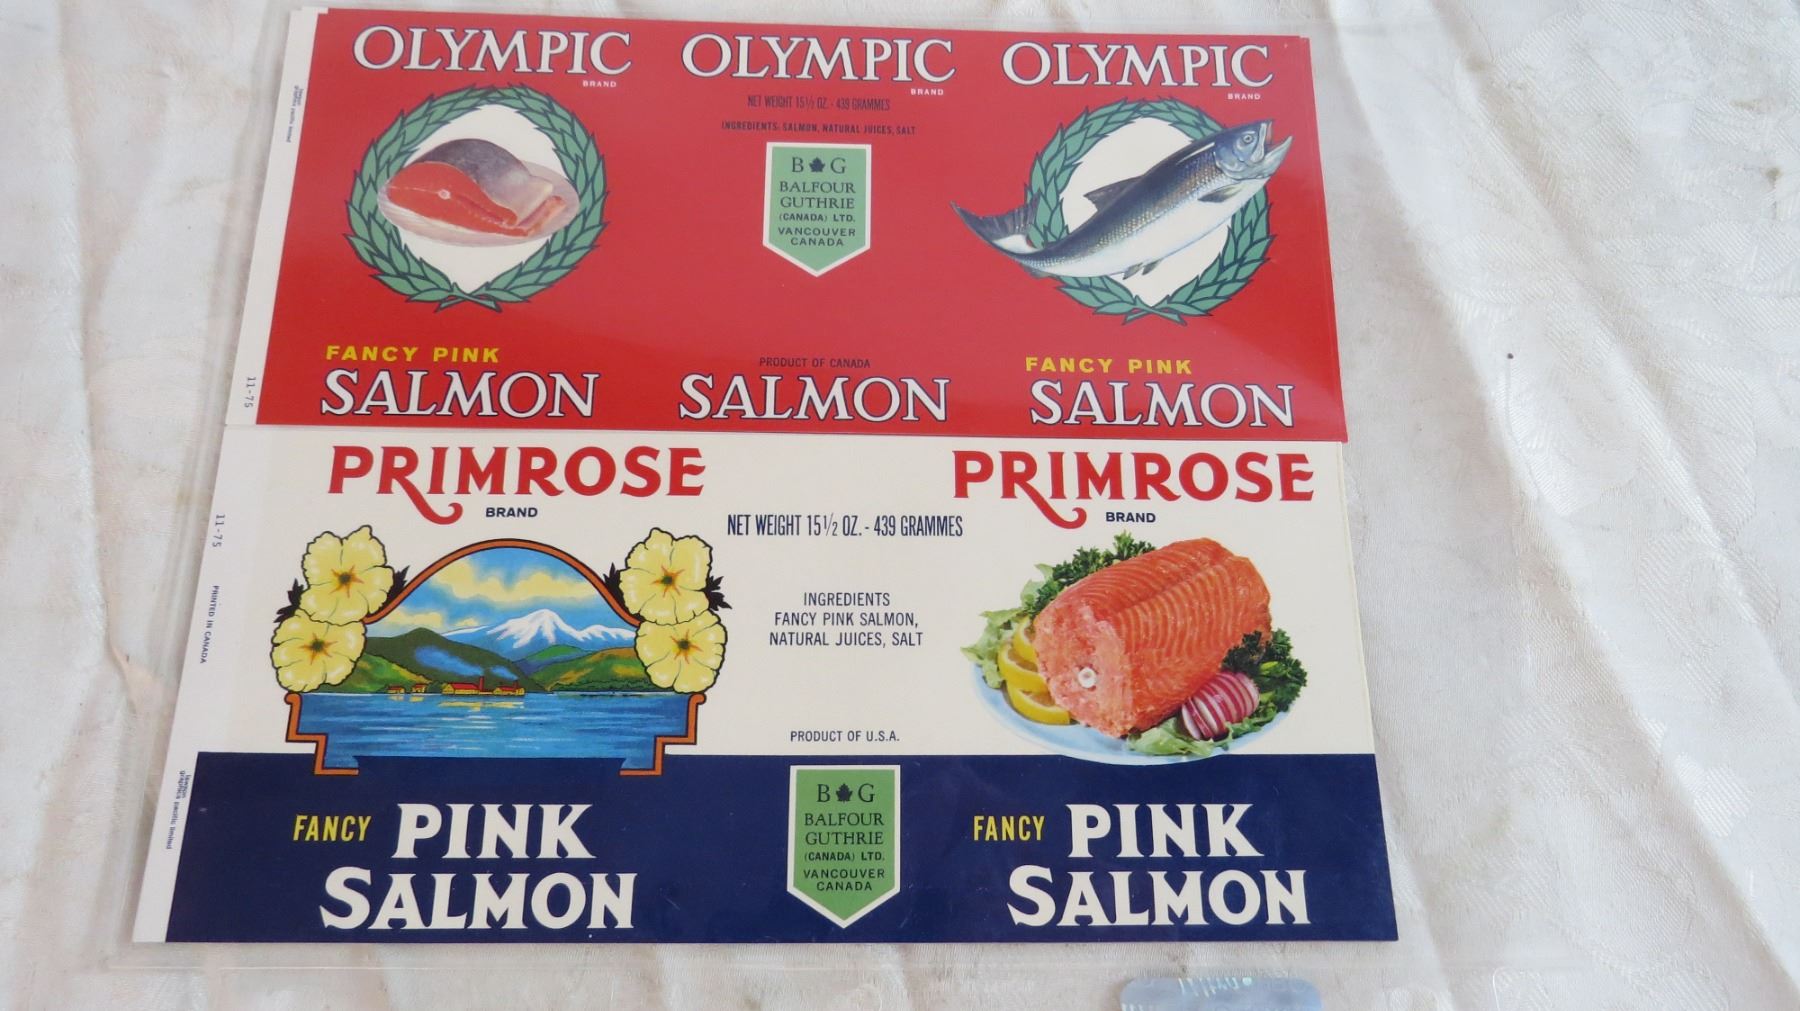 OLYMPIC
BRAND
FANCY PINK
SALMON
OLYMPIC
BRAND
NET WEIGHT 15½ OZ. - 439 GRAMMES
INGREDIENTS: SALMON, NATURAL JUICES, SALT
B G
BALFOUR
GUTHRIE
(CANADA) LTD.
VANCOUVER
CANADA
PRODUCT OF CANADA
SALMON
OLYMPIC
BRAND
FANCY PINK
SALMON
11-75
PRIMROSE
BRAND
FANCY PINK
SALMON
NET WEIGHT 15½ OZ. - 439 GRAMMES
INGREDIENTS
FANCY PINK SALMON,
NATURAL JUICES, SALT
PRODUCT OF U.S.A.
B G
BALFOUR
GUTHRIE
(CANADA) LTD.
VANCOUVER
CANADA
PRIMROSE
BRAND
FANCY PINK
SALMON
11-75
PRINTED IN CANADA